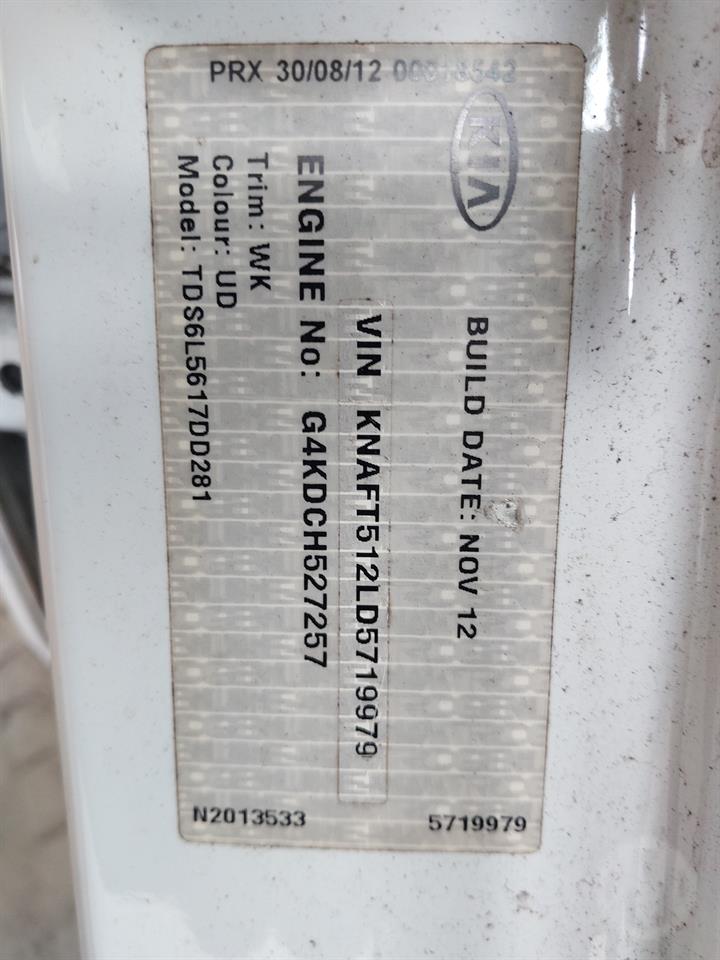 PRX 30/08/12
KIA
BUILD DATE: NOV 12
VIN KNAFT512LD5719979
ENGINE No: G4KDCH527257
Trim: WK
Colour: UD
Model: TDS6L5617DD281
N2013533
5719979